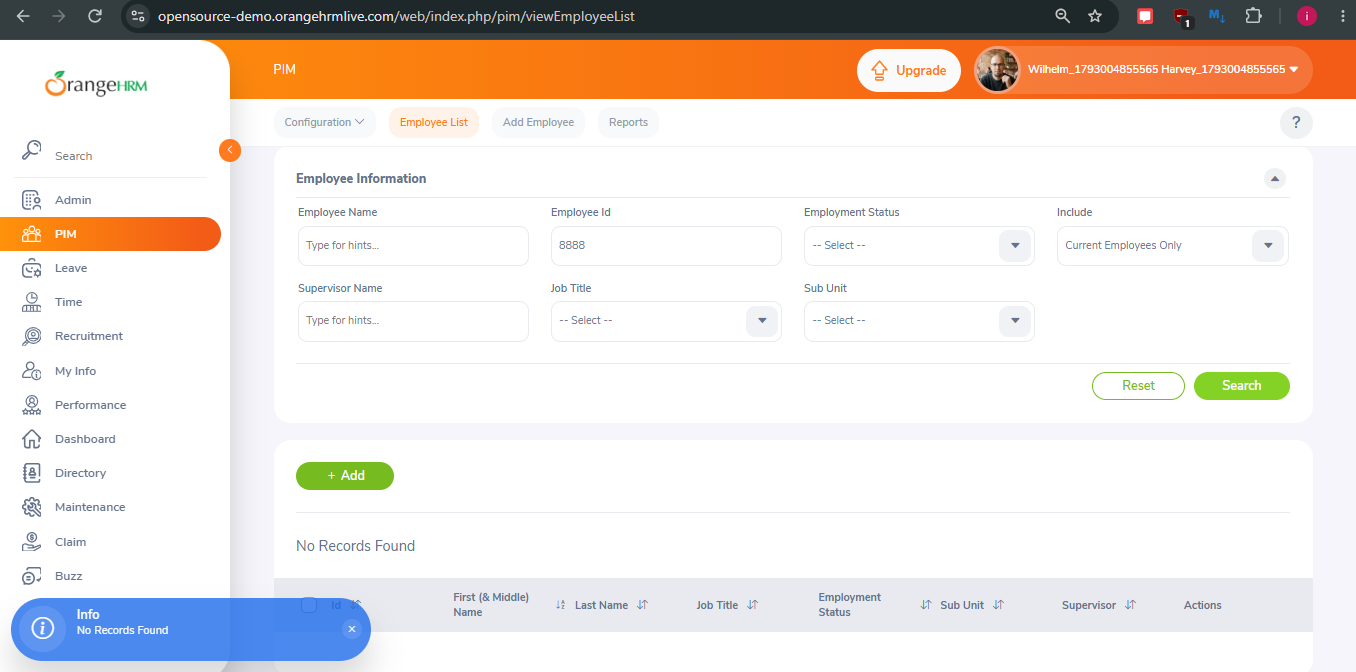 opensource-demo.orangehrmlive.com/web/index.php/pim/viewEmployeeList
1
M↓
i
OrangeHRM
PIM
Upgrade
Wilhelm_1793004855565 Harvey_1793004855565
Configuration
Employee List
Add Employee
Reports
?
Search
Admin
PIM
Leave
Time
Recruitment
My Info
Performance
Dashboard
Directory
Maintenance
Claim
Buzz
Employee Information
Employee Name
Employee Id
Employment Status
Include
Type for hints...
8888
-- Select --
Current Employees Only
Supervisor Name
Job Title
Sub Unit
Type for hints...
-- Select --
-- Select --
Reset
Search
+ Add
No Records Found
Id
First (& Middle)
Name
Last Name
Job Title
Employment
Status
Sub Unit
Supervisor
Actions
Info
No Records Found